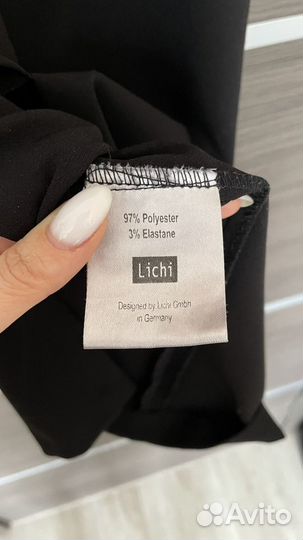 97% Polyester
3% Elastane
Lichi
Designed by Lichi Gmbh
in Germany
Avito